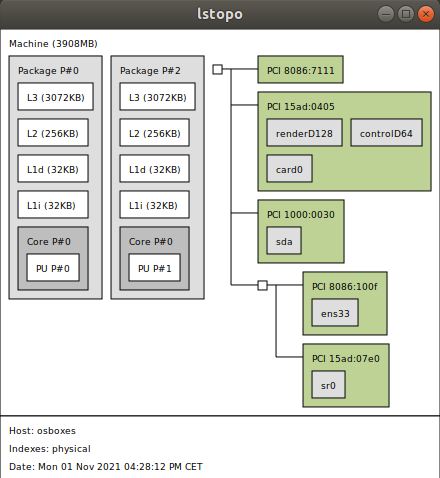 lstopo
Machine (3908MB)
Package P#0
L3 (3072KB)
L2 (256KB)
L1d (32KB)
L1i (32KB)
Core P#0
PU P#0
Package P#2
L3 (3072KB)
L2 (256KB)
L1d (32KB)
L1i (32KB)
Core P#0
PU P#1
PCI 8086:7111
PCI 15ad:0405
renderD128
controlD64
card0
PCI 1000:0030
sda
PCI 8086:100f
ens33
PCI 15ad:07e0
sr0
Host: osboxes
Indexes: physical
Date: Mon 01 Nov 2021 04:28:12 PM CET